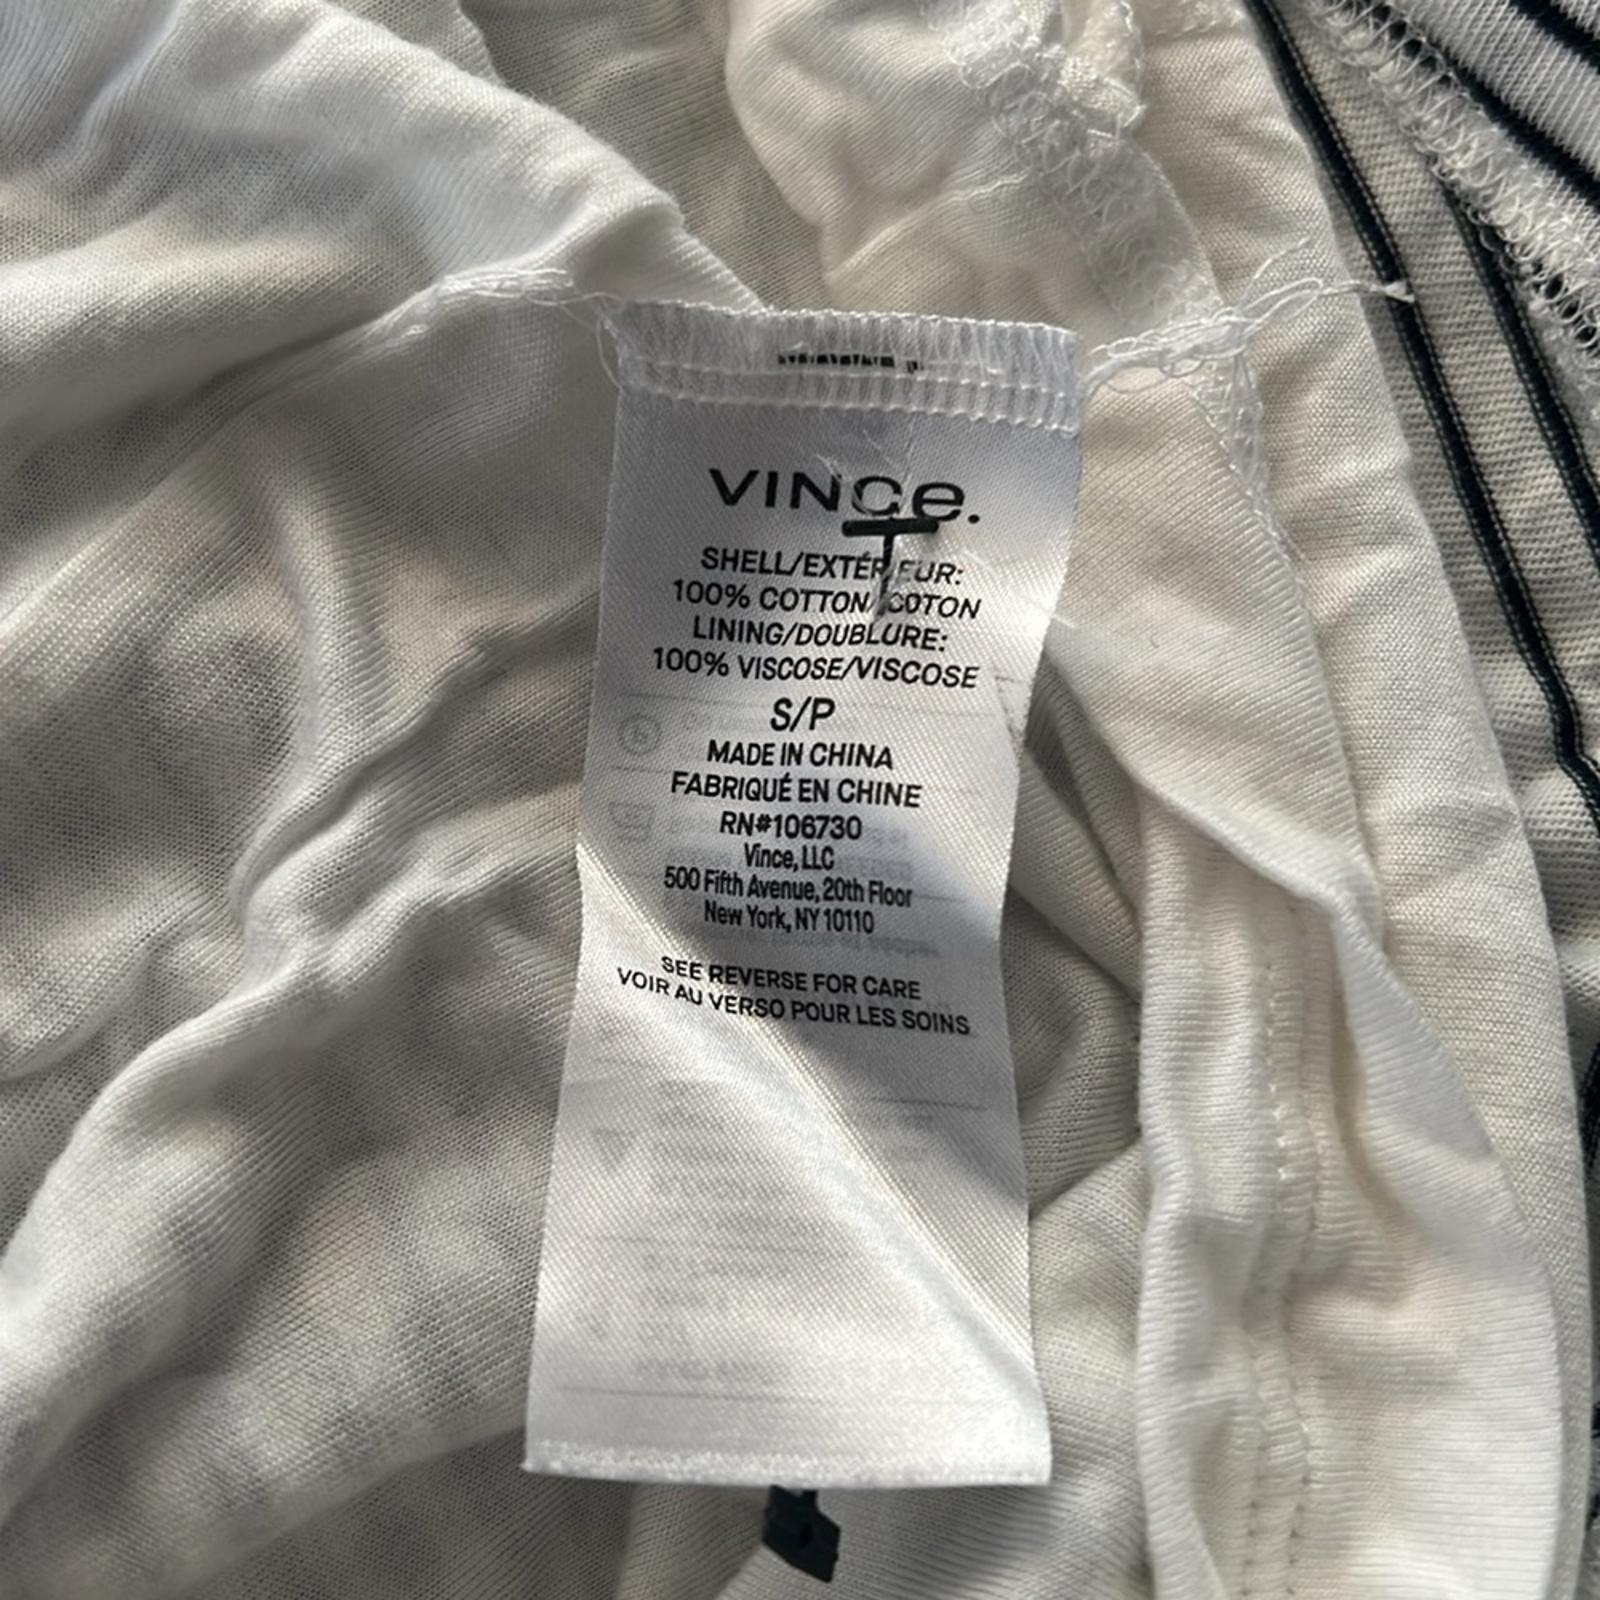 VINCe.
SHELL/EXTÉRIEUR:
100% COTTON/COTON
LINING/DOUBLURE:
100% VISCOSE/VISCOSE
S/P
MADE IN CHINA
FABRIQUÉ EN CHINE
RN#106730
Vince, LLC
500 Fifth Avenue, 20th Floor
New York, NY 10110
SEE REVERSE FOR CARE
VOIR AU VERSO POUR LES SOINS